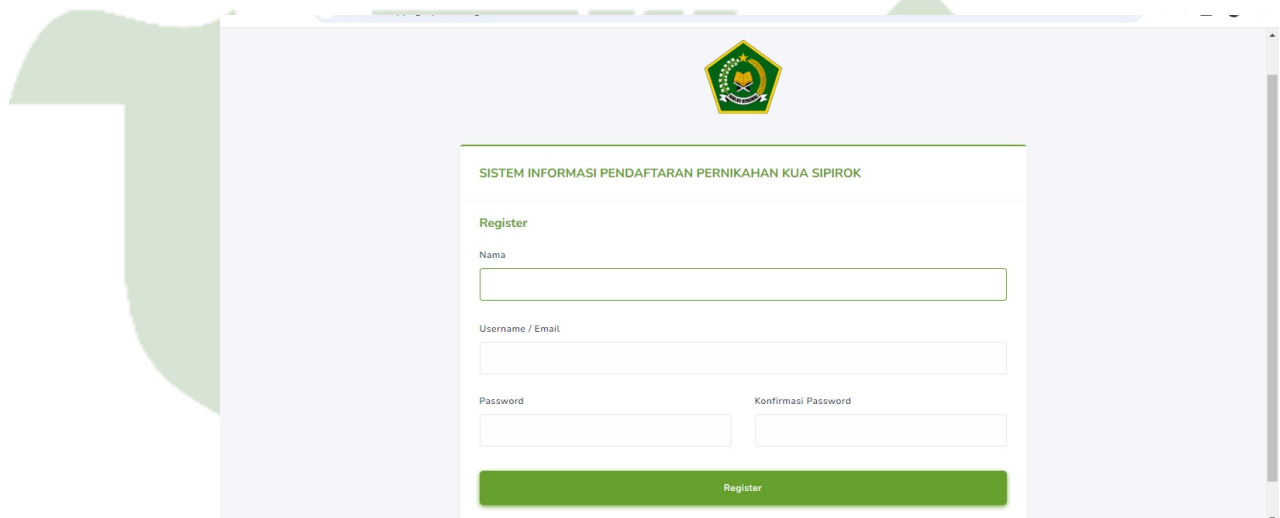 SISTEM INFORMASI PENDAFTARAN PERNIKAHAN KUA SIPIROK
Register
Nama
Username / Email
Password Konfirmasi Password
Register